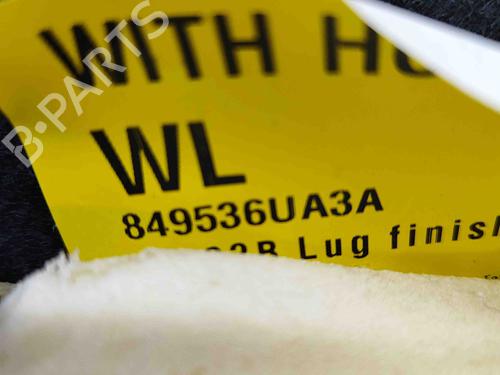 WITH
WL
849536UA3A
Lug finish
B-PARTS